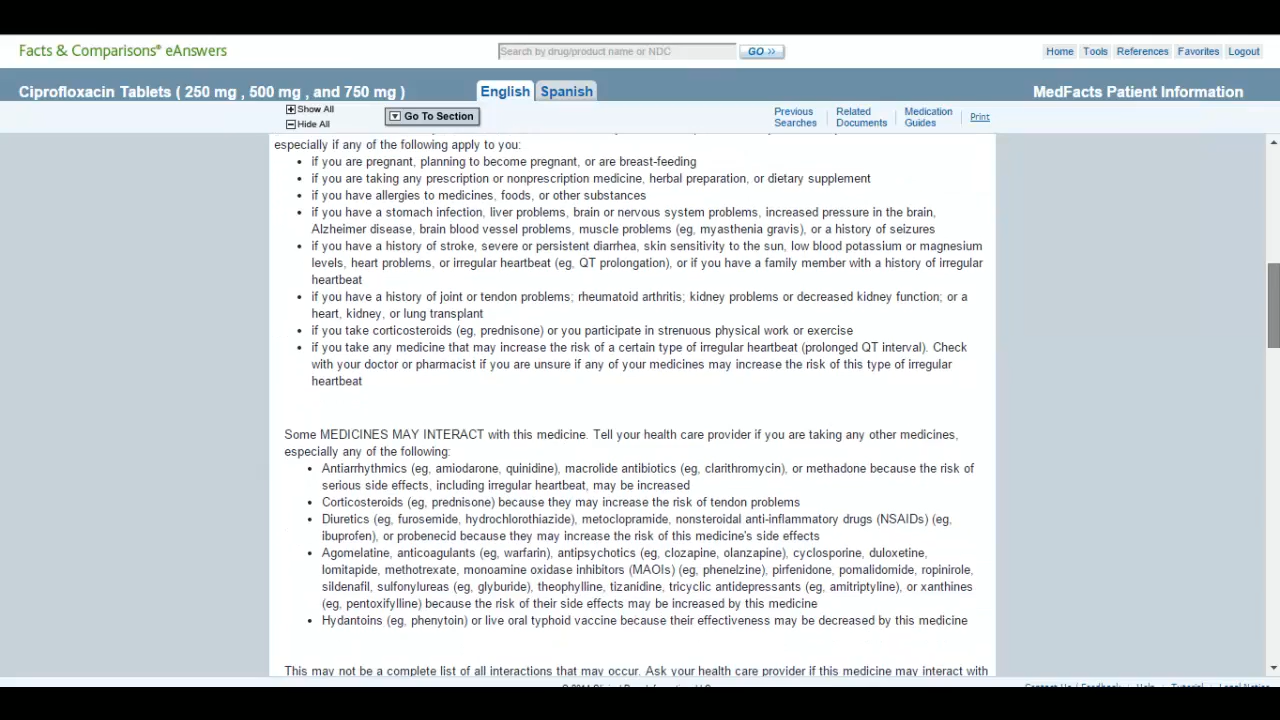 Facts & Comparisons® eAnswers
Search by drug/product name or NDC
GO >>
Home
Tools
References
Favorites
Logout
Ciprofloxacin Tablets ( 250 mg , 500 mg , and 750 mg )
English
Spanish
MedFacts Patient Information
Show All
Hide All
Go To Section
Previous Searches
Related Documents
Medication Guides
Print
especially if any of the following apply to you:
• if you are pregnant, planning to become pregnant, or are breast-feeding
• if you are taking any prescription or nonprescription medicine, herbal preparation, or dietary supplement
• if you have allergies to medicines, foods, or other substances
• if you have a stomach infection, liver problems, brain or nervous system problems, increased pressure in the brain,
Alzheimer disease, brain blood vessel problems, muscle problems (eg, myasthenia gravis), or a history of seizures
• if you have a history of stroke, severe or persistent diarrhea, skin sensitivity to the sun, low blood potassium or magnesium
levels, heart problems, or irregular heartbeat (eg, QT prolongation), or if you have a family member with a history of irregular
heartbeat
• if you have a history of joint or tendon problems; rheumatoid arthritis; kidney problems or decreased kidney function; or a
heart, kidney, or lung transplant
• if you take corticosteroids (eg, prednisone) or you participate in strenuous physical work or exercise
• if you take any medicine that may increase the risk of a certain type of irregular heartbeat (prolonged QT interval). Check
with your doctor or pharmacist if you are unsure if any of your medicines may increase the risk of this type of irregular
heartbeat
Some MEDICINES MAY INTERACT with this medicine. Tell your health care provider if you are taking any other medicines,
especially any of the following:
• Antiarrhythmics (eg, amiodarone, quinidine), macrolide antibiotics (eg, clarithromycin), or methadone because the risk of
serious side effects, including irregular heartbeat, may be increased
• Corticosteroids (eg, prednisone) because they may increase the risk of tendon problems
• Diuretics (eg, furosemide, hydrochlorothiazide), metoclopramide, nonsteroidal anti-inflammatory drugs (NSAIDs) (eg,
ibuprofen), or probenecid because they may increase the risk of this medicine's side effects
• Agomelatine, anticoagulants (eg, warfarin), antipsychotics (eg, clozapine, olanzapine), cyclosporine, duloxetine,
lomitapide, methotrexate, monoamine oxidase inhibitors (MAOIs) (eg, phenelzine), pirfenidone, pomalidomide, ropinirole,
sildenafil, sulfonylureas (eg, glyburide), theophylline, tizanidine, tricyclic antidepressants (eg, amitriptyline), or xanthines
(eg, pentoxifylline) because the risk of their side effects may be increased by this medicine
• Hydantoins (eg, phenytoin) or live oral typhoid vaccine because their effectiveness may be decreased by this medicine
This may not be a complete list of all interactions that may occur. Ask your health care provider if this medicine may interact with